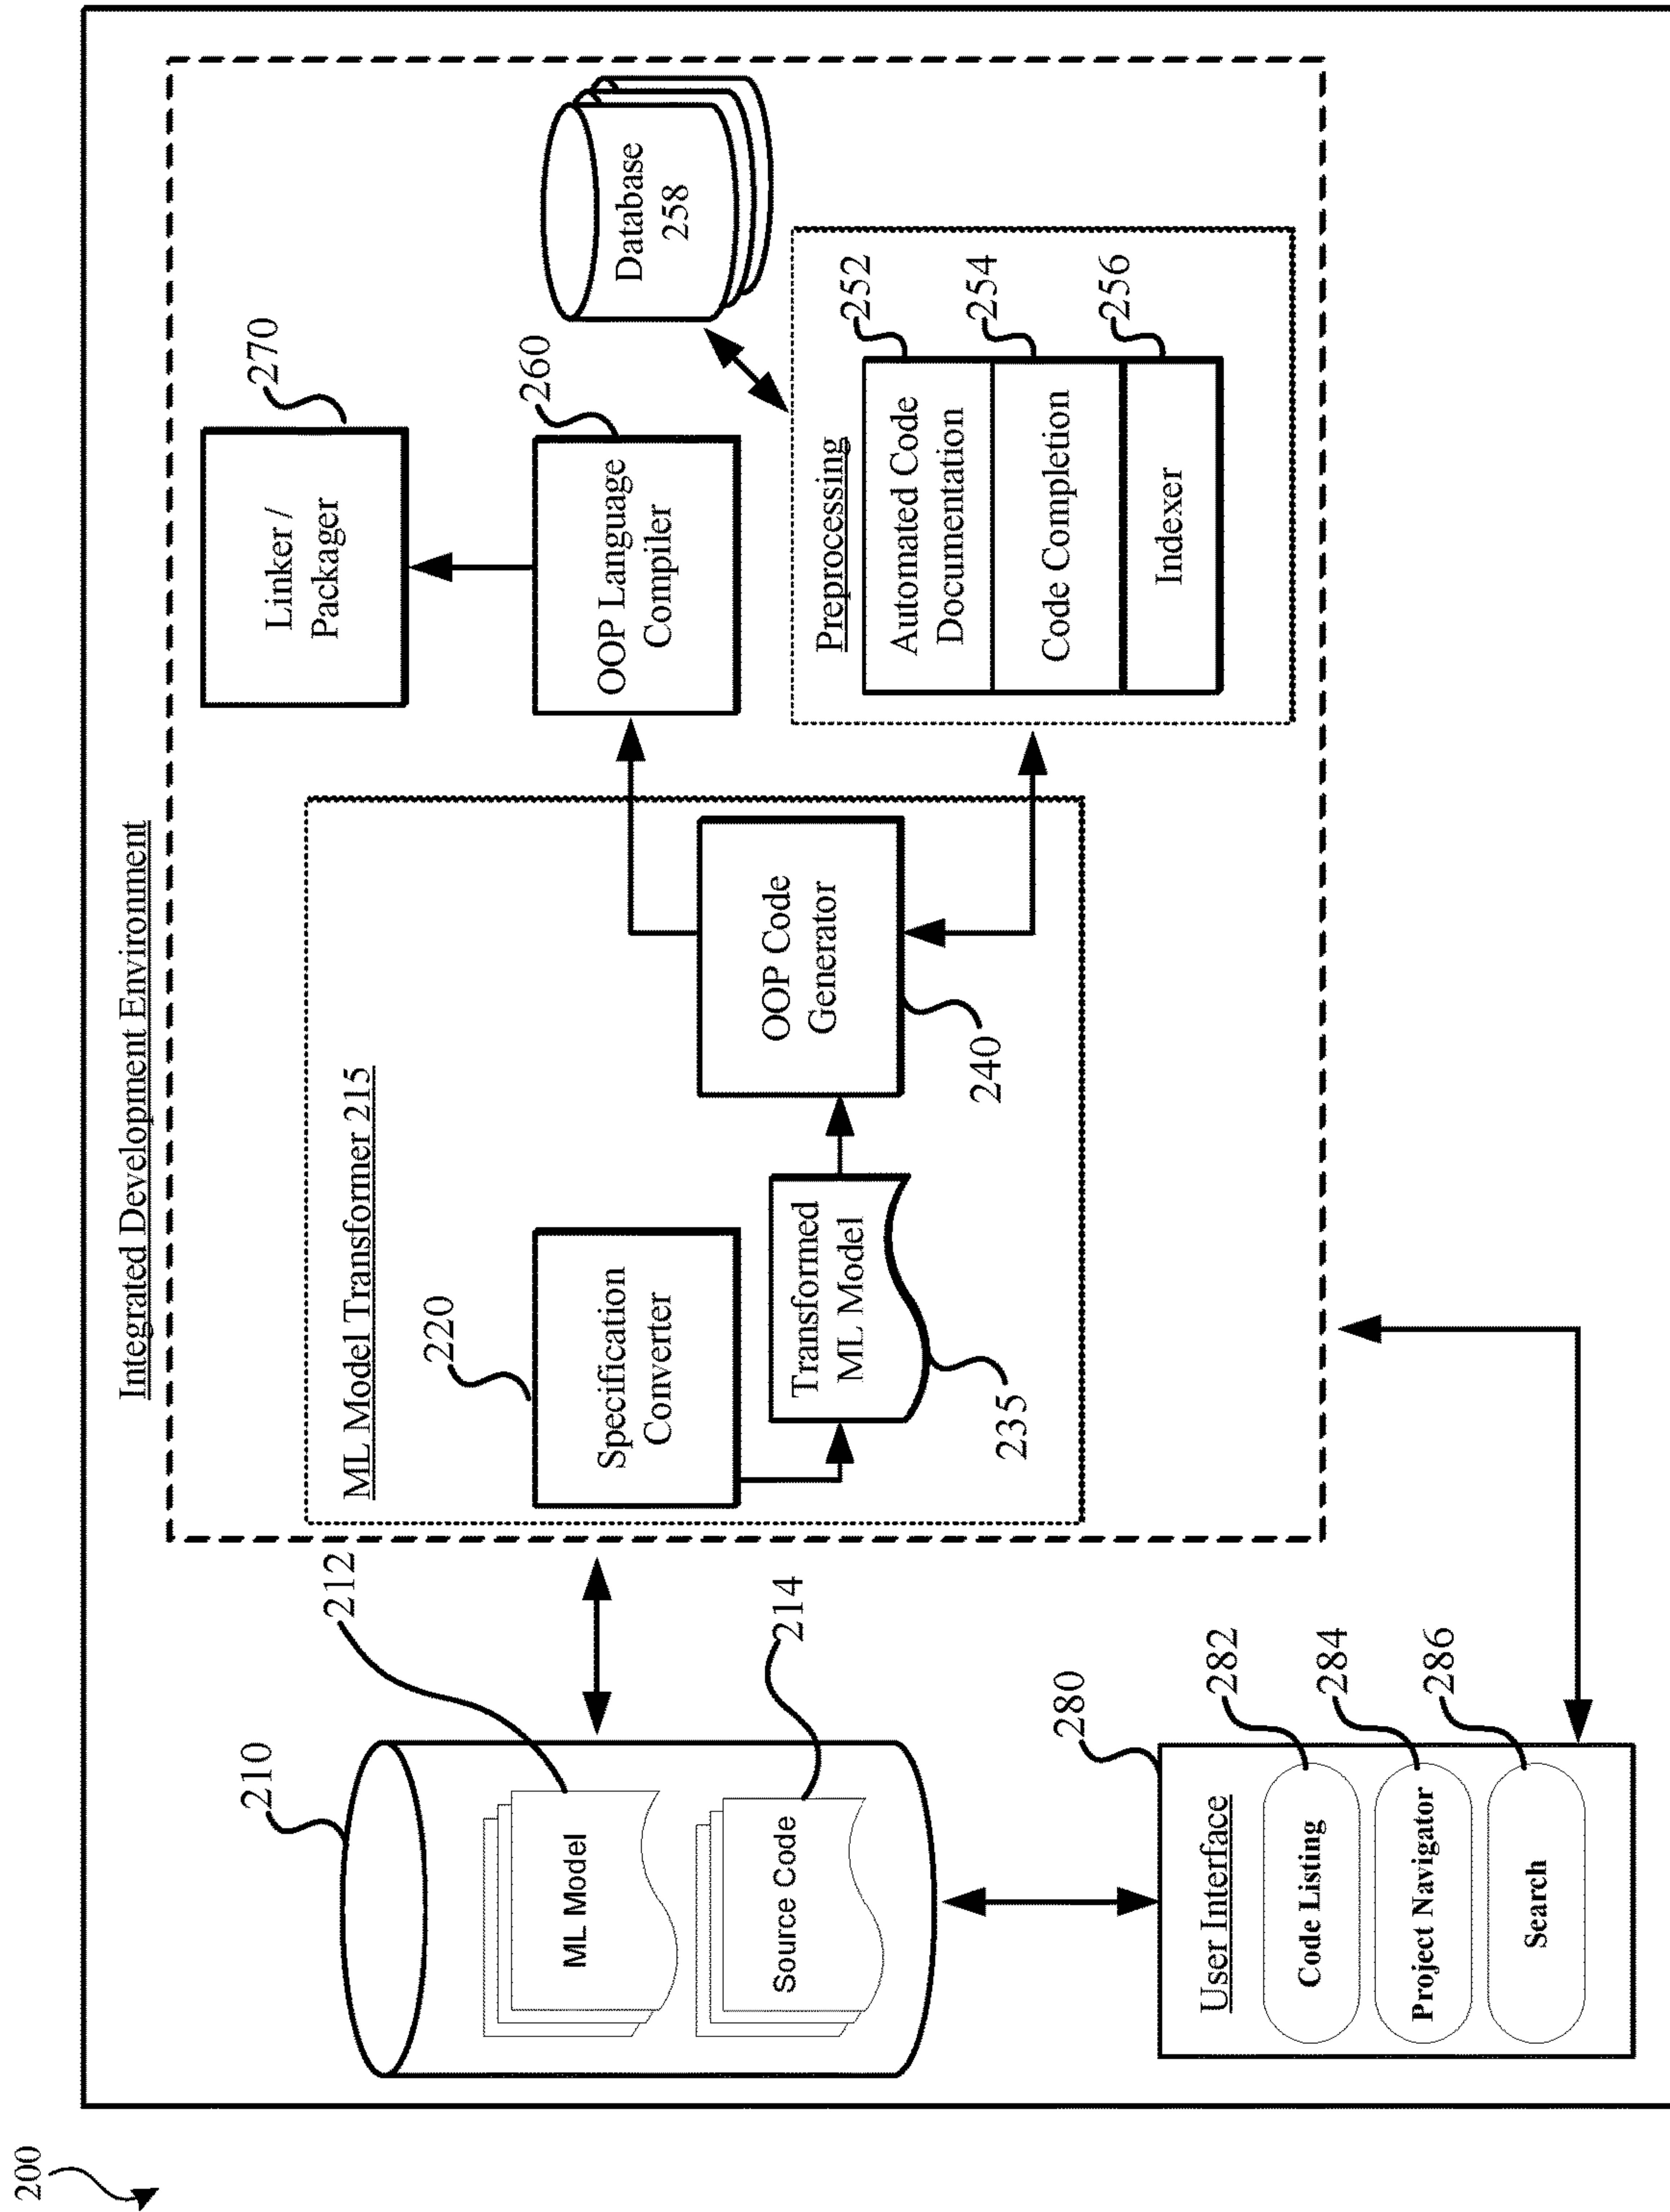 200
Integrated Development Environment
210
212
ML Model
214
Source Code
ML Model Transformer 215
220
Specification
Converter
Transformed
ML Model
235
OOP Code
Generator
240
270
Linker /
Packager
260
OOP Language
Compiler
Database
258
Preprocessing
252
Automated Code
Documentation
254
Code Completion
256
Indexer
280
User Interface
282
Code Listing
284
Project Navigator
286
Search